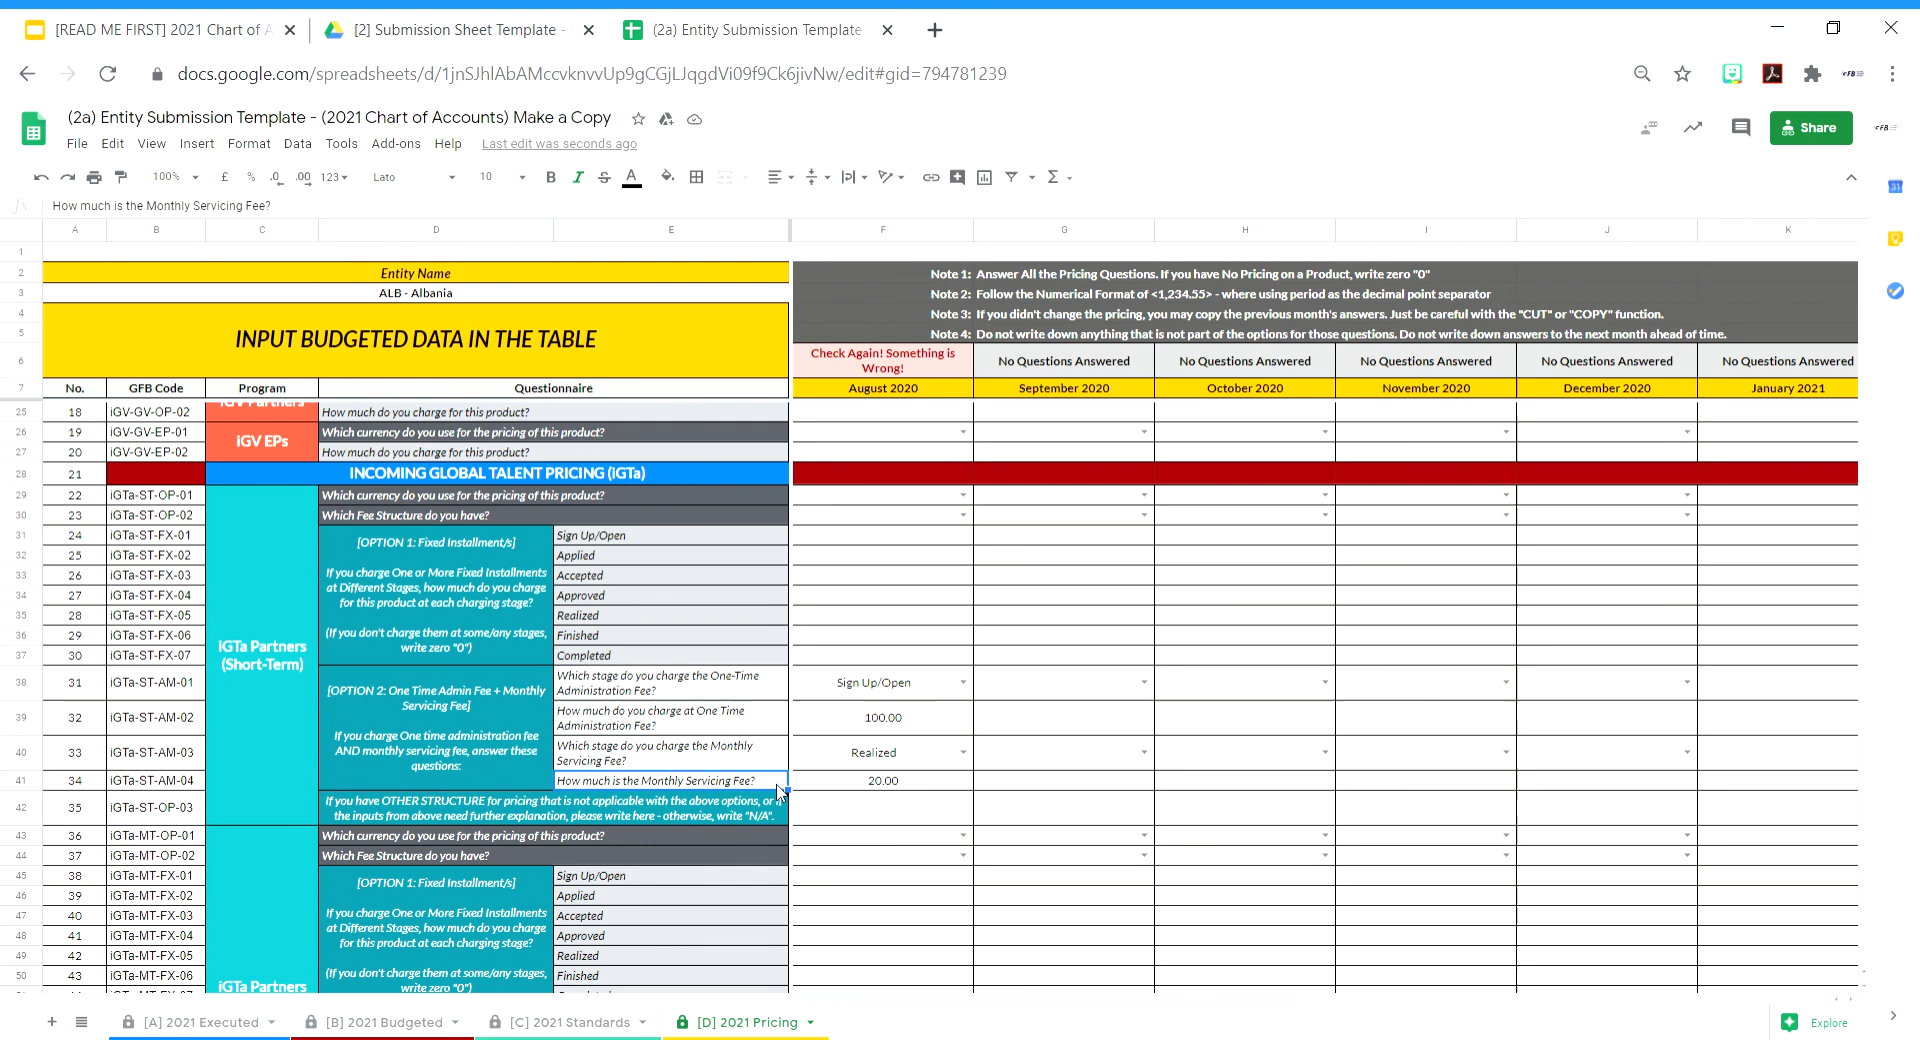 [READ ME FIRST] 2021 Chart of A
[2] Submission Sheet Template -
(2a) Entity Submission Template
docs.google.com/spreadsheets/d/1jnSJhlAbAMccvknvvUp9gCGjLJqgdVi09f9Ck6jivNw/edit#gid=794781239
(2a) Entity Submission Template - (2021 Chart of Accounts) Make a Copy
File Edit View Insert Format Data Tools Add-ons Help Last edit was seconds ago
Share
100% £ % .0 .00 123 Lato 10 B I S A
How much is the Monthly Servicing Fee?
A B C D E F G H I J K
1
2 Entity Name
Note 1: Answer All the Pricing Questions. If you have No Pricing on a Product, write zero "0"
3 ALB - Albania
Note 2: Follow the Numerical Format of <1,234.55> - where using period as the decimal point separator
4
Note 3: If you didn't change the pricing, you may copy the previous month's answers. Just be careful with the "CUT" or "COPY" function.
5 INPUT BUDGETED DATA IN THE TABLE
Note 4: Do not write down anything that is not part of the options for those questions. Do not write down answers to the next month ahead of time.
6 Check Again! Something is Wrong! No Questions Answered No Questions Answered No Questions Answered No Questions Answered No Questions Answered
7 No. GFB Code Program Questionnaire August 2020 September 2020 October 2020 November 2020 December 2020 January 2021
25 18 iGV-GV-OP-02 iGV Partners How much do you charge for this product?
26 19 iGV-GV-EP-01 iGV EPs Which currency do you use for the pricing of this product?
27 20 iGV-GV-EP-02 How much do you charge for this product?
28 21 INCOMING GLOBAL TALENT PRICING (iGTa)
29 22 iGTa-ST-OP-01 Which currency do you use for the pricing of this product?
30 23 iGTa-ST-OP-02 Which Fee Structure do you have?
31 24 iGTa-ST-FX-01 [OPTION 1: Fixed Installment/s] Sign Up/Open
32 25 iGTa-ST-FX-02 Applied
33 26 iGTa-ST-FX-03 If you charge One or More Fixed Installments Accepted
at Different Stages, how much do you charge
34 27 iGTa-ST-FX-04 for this product at each charging stage? Approved
35 28 iGTa-ST-FX-05 Realized
36 29 iGTa-ST-FX-06 (If you don't charge them at some/any stages, Finished
write zero "0")
37 30 iGTa-ST-FX-07 iGTa Partners (Short-Term) Completed
38 31 iGTa-ST-AM-01 [OPTION 2: One Time Admin Fee + Monthly Servicing Fee] Which stage do you charge the One-Time Administration Fee? Sign Up/Open
39 32 iGTa-ST-AM-02 How much do you charge at One Time Administration Fee? 100.00
If you charge One time administration fee AND monthly servicing fee, answer these questions:
40 33 iGTa-ST-AM-03 Which stage do you charge the Monthly Servicing Fee? Realized
41 34 iGTa-ST-AM-04 How much is the Monthly Servicing Fee? 20.00
42 35 iGTa-ST-OP-03 If you have OTHER STRUCTURE for pricing that is not applicable with the above options, or if
the inputs from above need further explanation, please write here - otherwise, write "N/A".
43 36 iGTa-MT-OP-01 Which currency do you use for the pricing of this product?
44 37 iGTa-MT-OP-02 Which Fee Structure do you have?
45 38 iGTa-MT-FX-01 [OPTION 1: Fixed Installment/s] Sign Up/Open
46 39 iGTa-MT-FX-02 Applied
47 40 iGTa-MT-FX-03 If you charge One or More Fixed Installments Accepted
at Different Stages, how much do you charge
48 41 iGTa-MT-FX-04 for this product at each charging stage? Approved
49 42 iGTa-MT-FX-05 Realized
50 43 iGTa-MT-FX-06 (If you don't charge them at some/any stages, Finished
iGTa Partners write zero "0")
[A] 2021 Executed [B] 2021 Budgeted [C] 2021 Standards [D] 2021 Pricing Explore